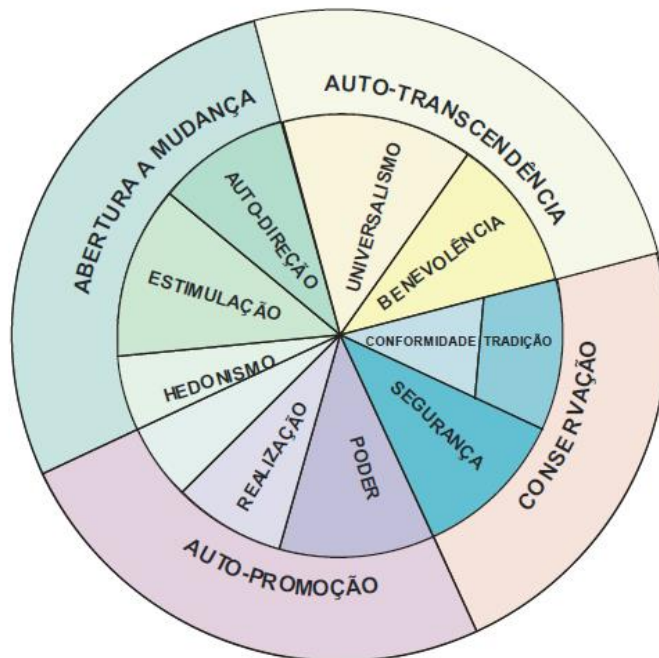 ABERTURA A MUDANÇA
AUTO-TRANSCENDÊNCIA
AUTO-DIREÇÃO
UNIVERSALISMO
BENEVOLÊNCIA
ESTIMULAÇÃO
CONFORMIDADE
TRADIÇÃO
HEDONISMO
SEGURANÇA
CONSERVAÇÃO
REALIZAÇÃO
PODER
AUTO-PROMOÇÃO